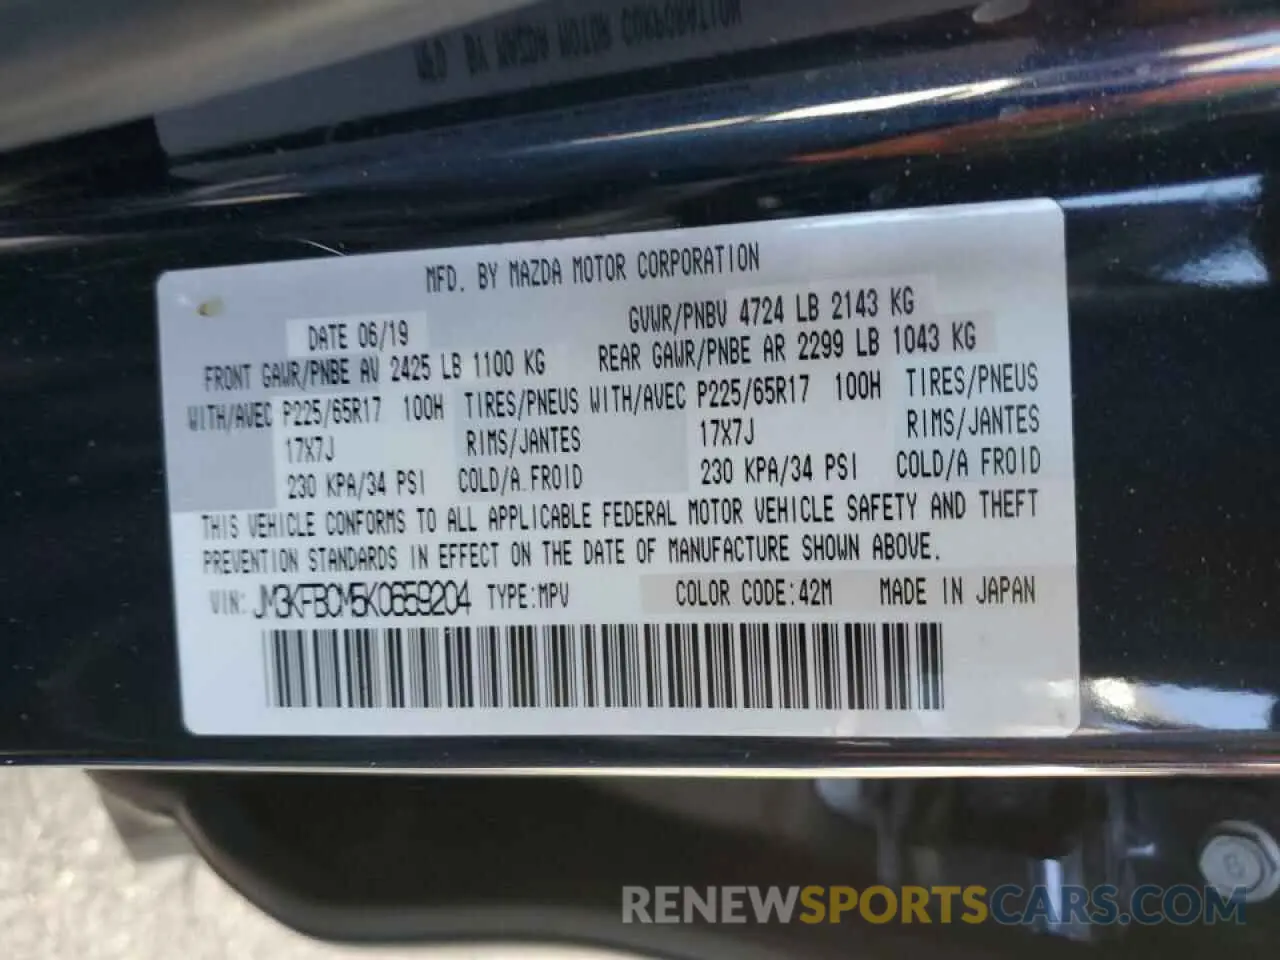 MFD. BY MAZDA MOTOR CORPORATION
DATE 06/19 GVWR/PNBV 4724 LB 2143 KG
FRONT GAWR/PNBE AV 2425 LB 1100 KG REAR GAWR/PNBE AR 2299 LB 1043 KG
WITH/AVEC P225/65R17 100H TIRES/PNEUS WITH/AVEC P225/65R17 100H TIRES/PNEUS
17X7J RIMS/JANTES 17X7J RIMS/JANTES
230 KPA/34 PSI COLD/A FROID 230 KPA/34 PSI COLD/A FROID
THIS VEHICLE CONFORMS TO ALL APPLICABLE FEDERAL MOTOR VEHICLE SAFETY AND THEFT
PREVENTION STANDARDS IN EFFECT ON THE DATE OF MANUFACTURE SHOWN ABOVE.
VIN: JM3KFBCM5K0659204 TYPE:MPV COLOR CODE:42M MADE IN JAPAN
RENEWSPORTSCARS.COM